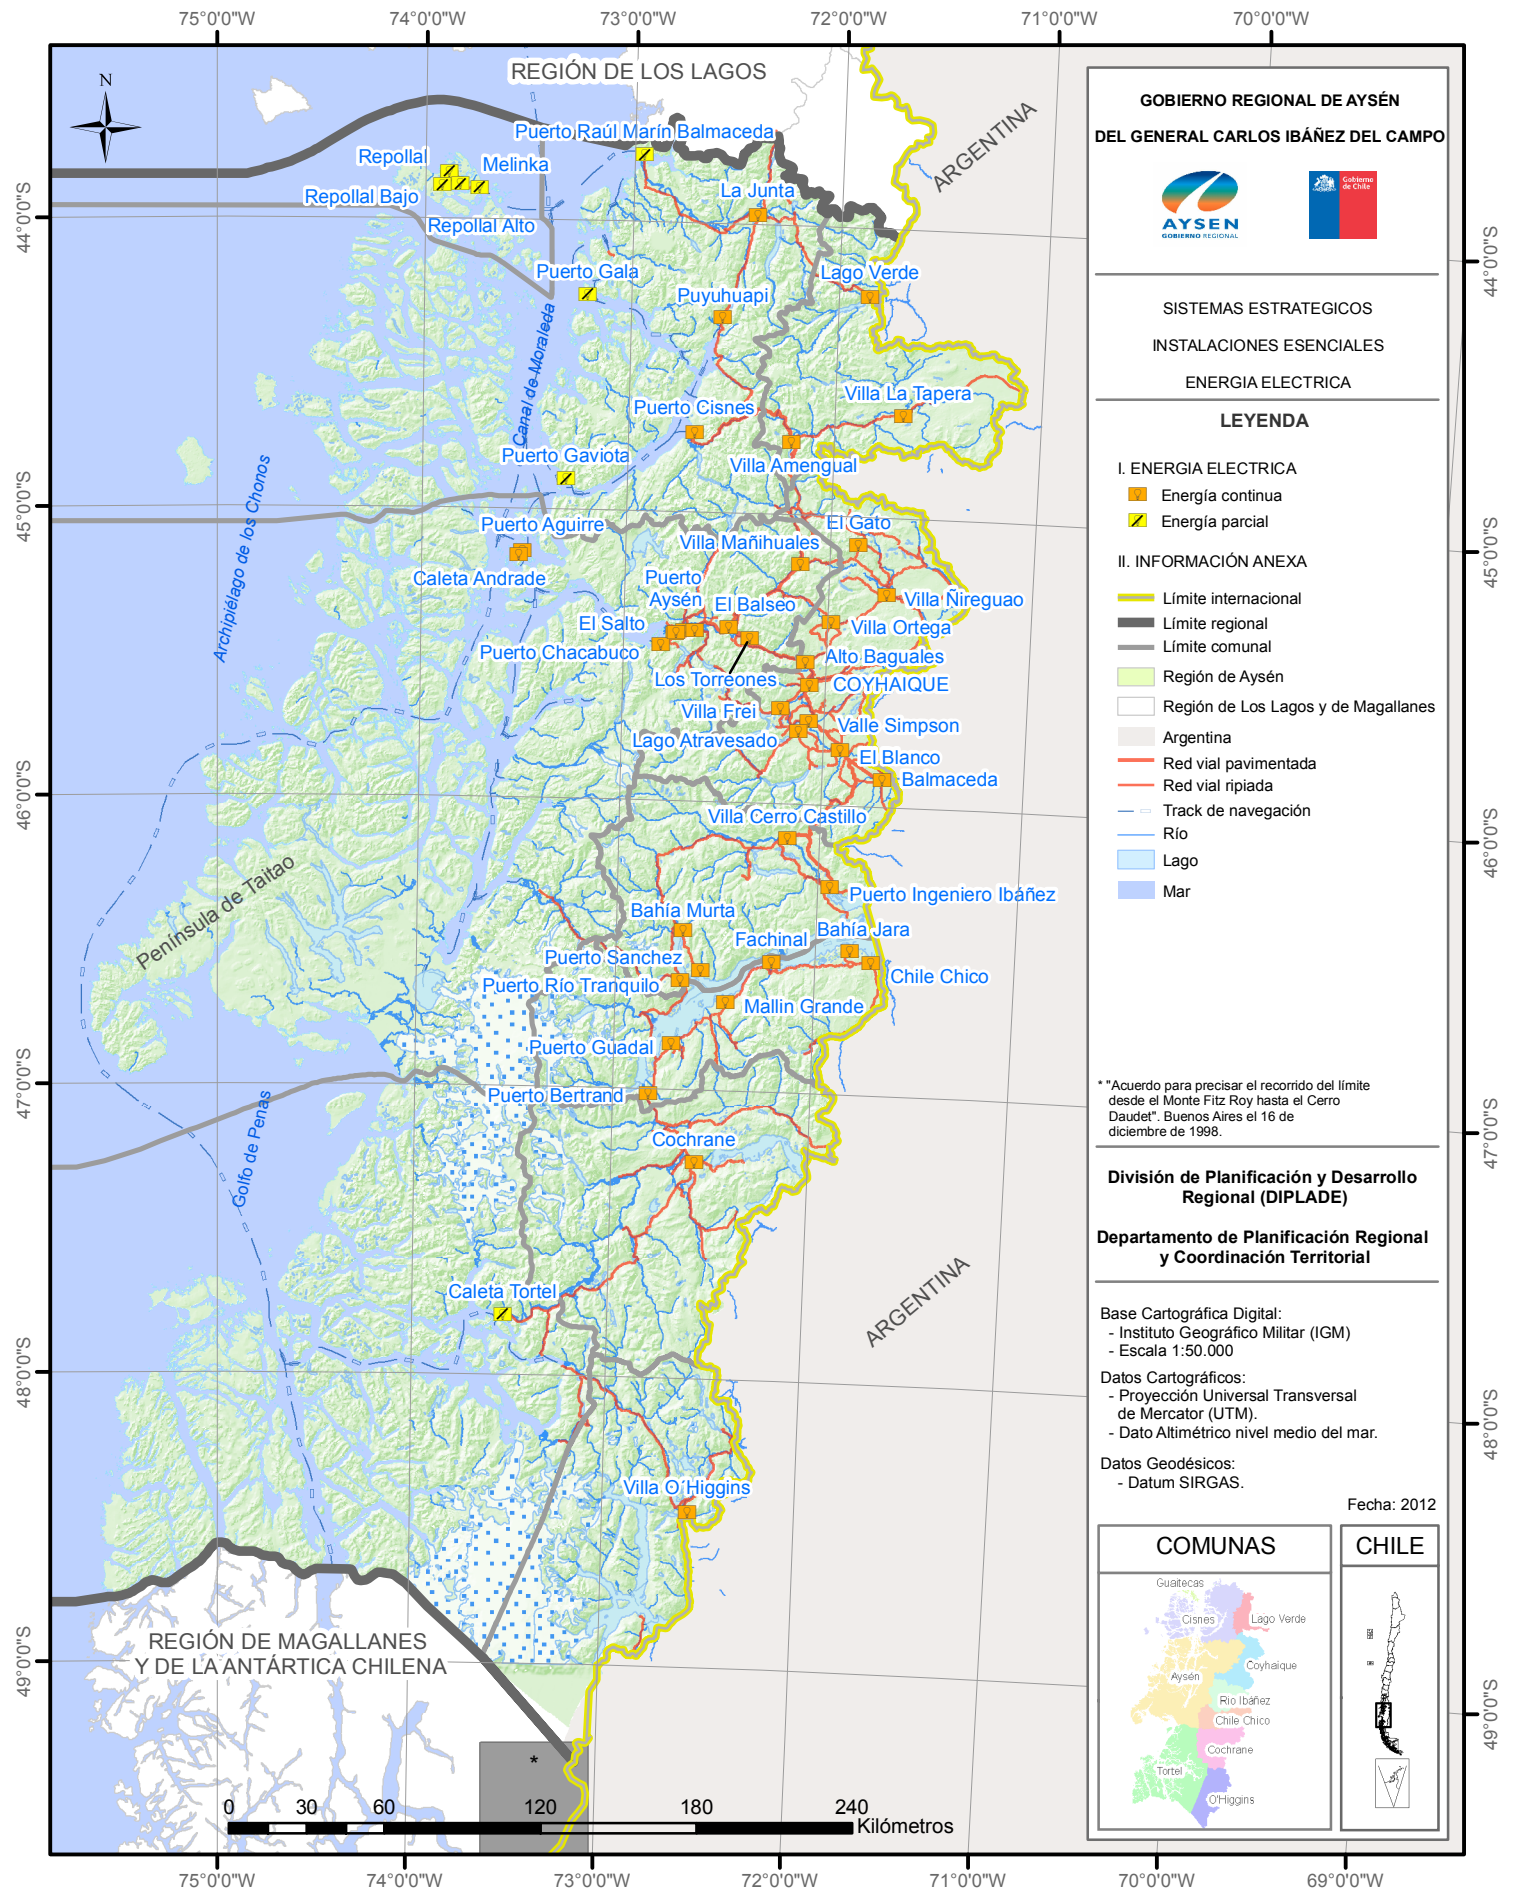 75°0'0"W
74°0'0"W
73°0'0"W
72°0'0"W
71°0'0"W
70°0'0"W
N
REGIÓN DE LOS LAGOS
ARGENTINA
Puerto Raúl Marín Balmaceda
Repollal
Melinka
Repollal Bajo
Repollal Alto
La Junta
44°0'0"S
44°0'0"S
Puerto Gala
Lago Verde
Puyuhuapi
Canal de Moraleda
Villa La Tapera
Puerto Cisnes
Puerto Gaviota
Villa Amengual
Archipiélago de los Chonos
45°0'0"S
45°0'0"S
Puerto Aguirre
El Gato
Villa Mañihuales
Caleta Andrade
Puerto
Aysén
El Balseo
Villa Ñireguao
El Salto
Villa Ortega
Puerto Chacabuco
Alto Baguales
Los Torreones
COYHAIQUE
Villa Frei
Valle Simpson
Lago Atravesado
El Blanco
Balmaceda
46°0'0"S
46°0'0"S
Villa Cerro Castillo
Península de Taitao
Puerto Ingeniero Ibáñez
Bahía Murta
Bahía Jara
Fachinal
Puerto Sanchez
Chile Chico
Puerto Río Tranquilo
Mallin Grande
Puerto Guadal
47°0'0"S
47°0'0"S
Puerto Bertrand
Golfo de Penas
Cochrane
ARGENTINA
Caleta Tortel
48°0'0"S
48°0'0"S
Villa O´Higgins
REGIÓN DE MAGALLANES
Y DE LA ANTÁRTICA CHILENA
49°0'0"S
49°0'0"S
*
0 30 60 120 180 240
Kilómetros
75°0'0"W
74°0'0"W
73°0'0"W
72°0'0"W
71°0'0"W
70°0'0"W
69°0'0"W
GOBIERNO REGIONAL DE AYSÉN
DEL GENERAL CARLOS IBÁÑEZ DEL CAMPO
AYSEN
GOBIERNO REGIONAL
Gobierno
de Chile
SISTEMAS ESTRATEGICOS
INSTALACIONES ESENCIALES
ENERGIA ELECTRICA
LEYENDA
I. ENERGIA ELECTRICA
Energía continua
Energía parcial
II. INFORMACIÓN ANEXA
Límite internacional
Límite regional
Límite comunal
Región de Aysén
Región de Los Lagos y de Magallanes
Argentina
Red vial pavimentada
Red vial ripiada
Track de navegación
Río
Lago
Mar
* "Acuerdo para precisar el recorrido del límite
desde el Monte Fitz Roy hasta el Cerro
Daudet". Buenos Aires el 16 de
diciembre de 1998.
División de Planificación y Desarrollo
Regional (DIPLADE)
Departamento de Planificación Regional
y Coordinación Territorial
Base Cartográfica Digital:
- Instituto Geográfico Militar (IGM)
- Escala 1:50.000
Datos Cartográficos:
- Proyección Universal Transversal
de Mercator (UTM).
- Dato Altimétrico nivel medio del mar.
Datos Geodésicos:
- Datum SIRGAS.
Fecha: 2012
COMUNAS
Guaitecas
Cisnes
Lago Verde
Aysén
Coyhaique
Rio Ibáñez
Chile Chico
Cochrane
Tortel
O'Higgins
CHILE